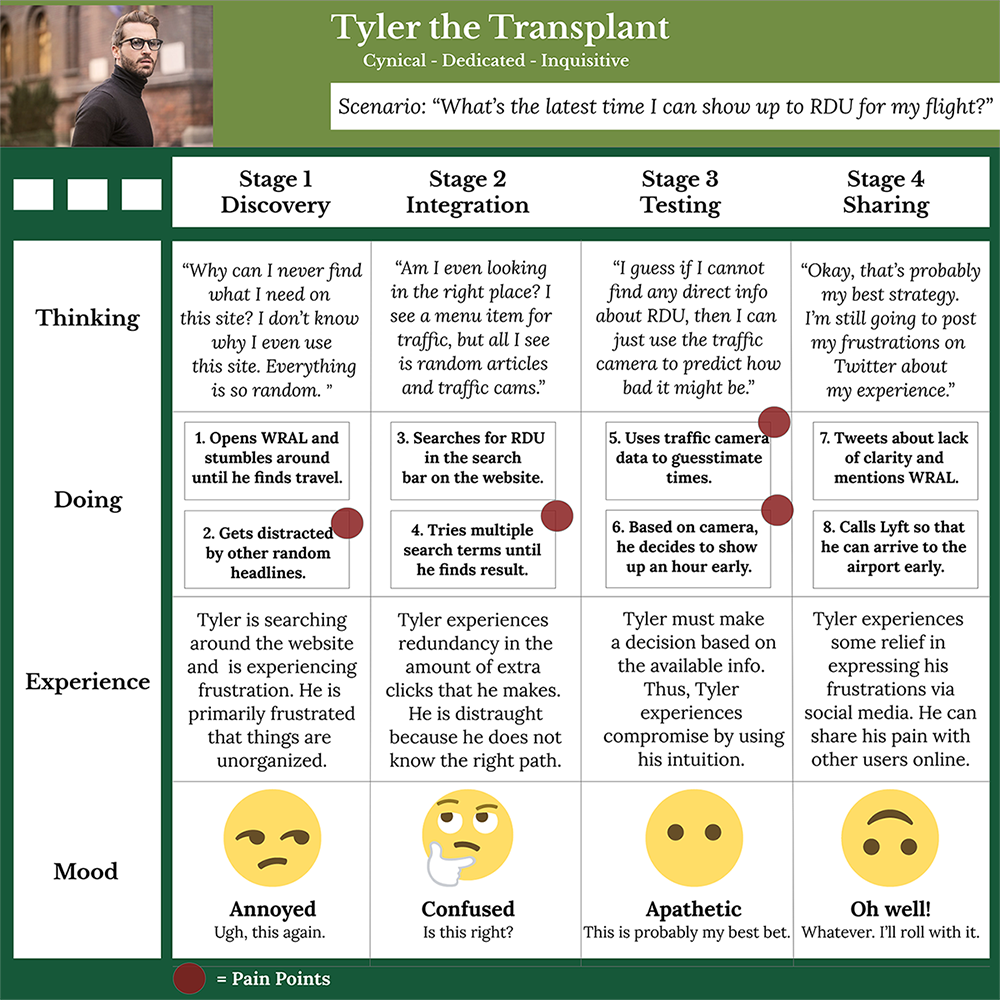 Tyler the Transplant
Cynical - Dedicated - Inquisitive
Scenario: “What’s the latest time I can show up to RDU for my flight?”
Stage 1
Discovery
Stage 2
Integration
Stage 3
Testing
Stage 4
Sharing
Thinking
“Why can I never find
what I need on
this site? I don’t know
why I even use
this site. Everything
is so random. ”
“Am I even looking
in the right place? I
see a menu item for
traffic, but all I see
is random articles
and traffic cams.”
“I guess if I cannot
find any direct info
about RDU, then I can
just use the traffic
camera to predict how
bad it might be.”
“Okay, that’s probably
my best strategy.
I’m still going to post
my frustrations on
Twitter about
my experience.”
Doing
1. Opens WRAL and
stumbles around
until he finds travel.
2. Gets distracted
by other random
headlines.
3. Searches for RDU
in the search
bar on the website.
4. Tries multiple
search terms until
he finds result.
5. Uses traffic camera
data to guesstimate
times.
6. Based on camera,
he decides to show
up an hour early.
7. Tweets about lack
of clarity and
mentions WRAL.
8. Calls Lyft so that
he can arrive to the
airport early.
Experience
Tyler is searching
around the website
and  is experiencing
frustration. He is
primarily frustrated
that things are
unorganized.
Tyler experiences
redundancy in the
amount of extra
clicks that he makes.
He is distraught
because he does not
know the right path.
Tyler must make
a decision based on
the available info.
Thus, Tyler
experiences
compromise by using
his intuition.
Tyler experiences
some relief in
expressing his
frustrations via
social media. He can
share his pain with
other users online.
Mood
Annoyed
Ugh, this again.
Confused
Is this right?
Apathetic
This is probably my best bet.
Oh well!
Whatever. I’ll roll with it.
= Pain Points